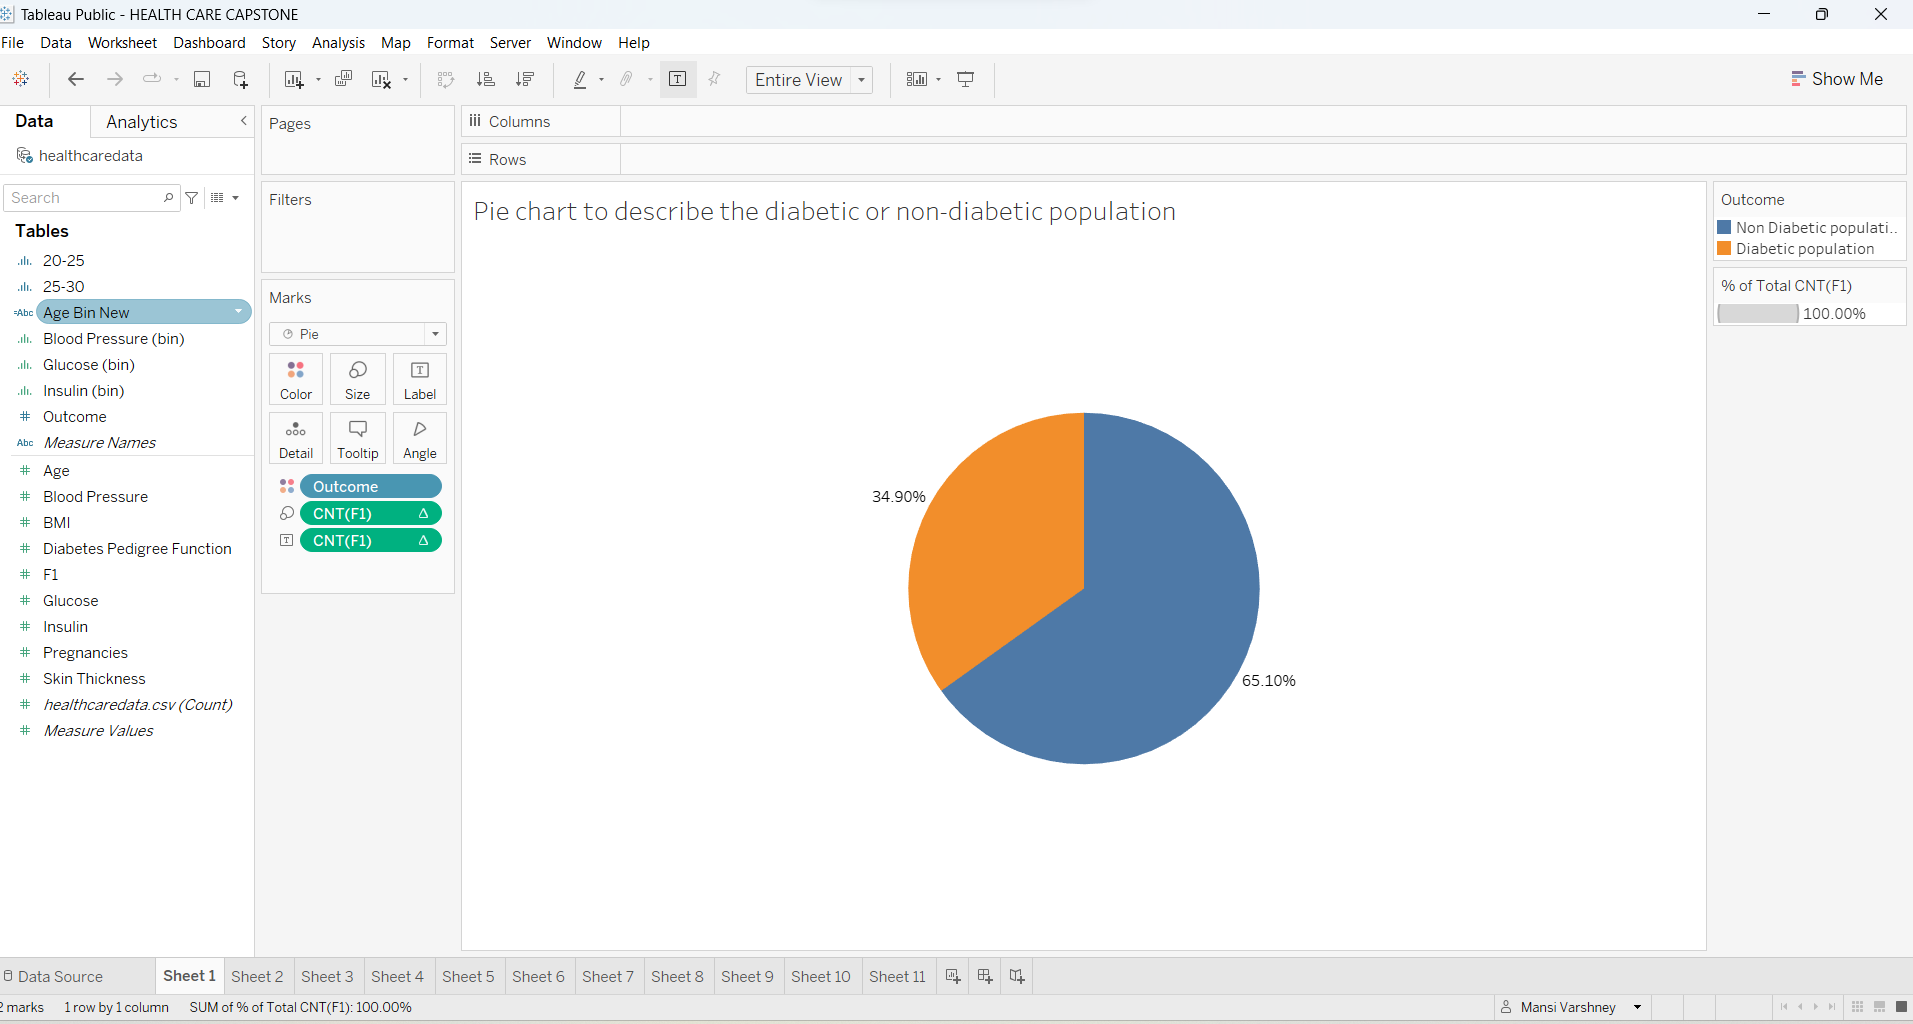 Tableau Public - HEALTH CARE CAPSTONE
File Data Worksheet Dashboard Story Analysis Map Format Server Window Help
Entire View
Show Me
Data Analytics
healthcaredata
Search
Tables
20-25
25-30
=Abc Age Bin New
Blood Pressure (bin)
Glucose (bin)
Insulin (bin)
# Outcome
Abc Measure Names
# Age
# Blood Pressure
# BMI
# Diabetes Pedigree Function
# F1
# Glucose
# Insulin
# Pregnancies
# Skin Thickness
# healthcaredata.csv (Count)
# Measure Values
Pages
Filters
Marks
Pie
Color Size Label
Detail Tooltip Angle
Outcome
CNT(F1) Δ
CNT(F1) Δ
Columns
Rows
Pie chart to describe the diabetic or non-diabetic population
34.90%
65.10%
Outcome
Non Diabetic populati..
Diabetic population
% of Total CNT(F1)
100.00%
Data Source Sheet 1 Sheet 2 Sheet 3 Sheet 4 Sheet 5 Sheet 6 Sheet 7 Sheet 8 Sheet 9 Sheet 10 Sheet 11
2 marks 1 row by 1 column SUM of % of Total CNT(F1): 100.00%
Mansi Varshney